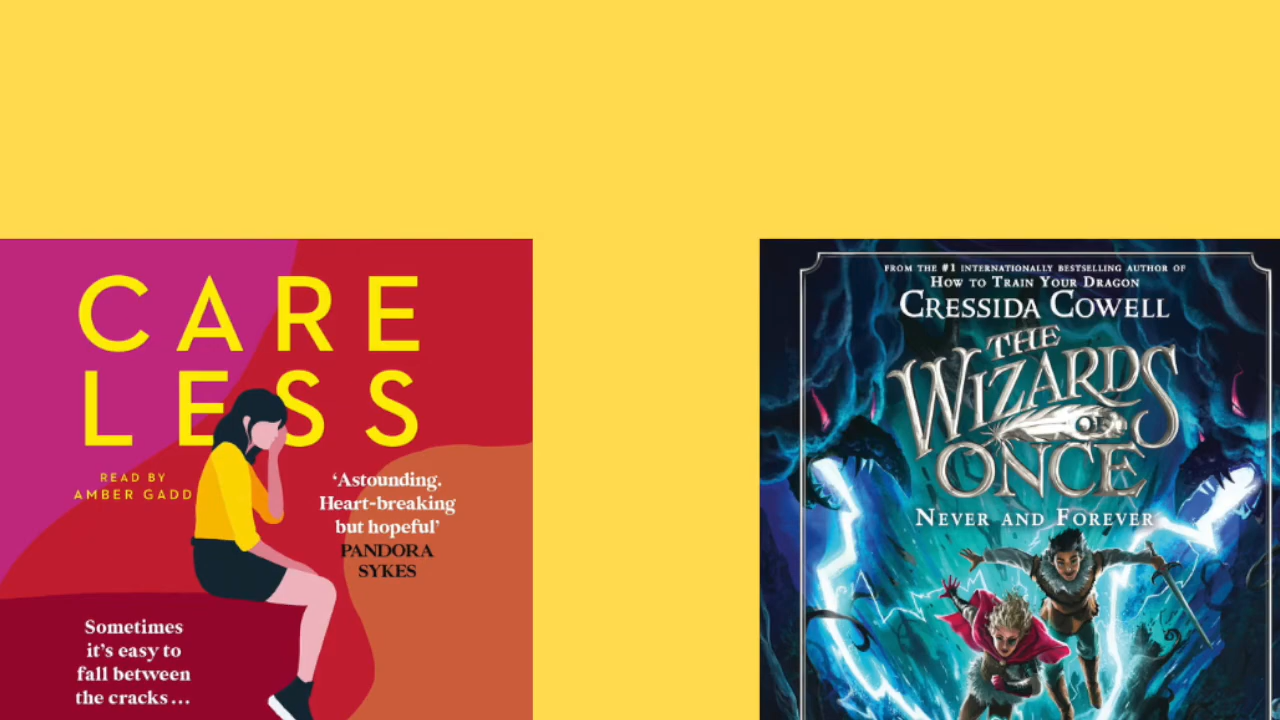 CARE
LESS
READ BY
AMBER GADD
‘Astounding.
Heart-breaking
but hopeful’
PANDORA
SYKES
Sometimes
it’s easy to
fall between
the cracks...
FROM THE #1 INTERNATIONALLY BESTSELLING AUTHOR OF
HOW TO TRAIN YOUR DRAGON
CRESSIDA COWELL
THE
WIZARDS
OF
ONCE
NEVER AND FOREVER